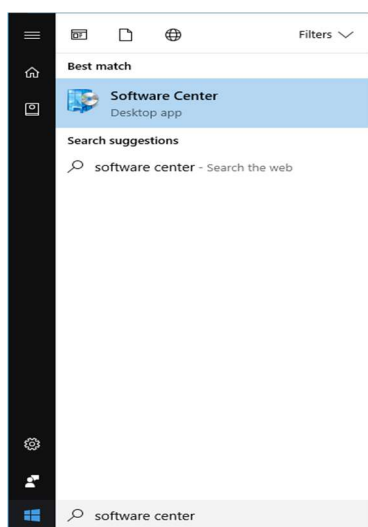 Filters
Best match
Software Center
Desktop app
Search suggestions
software center - Search the web
software center